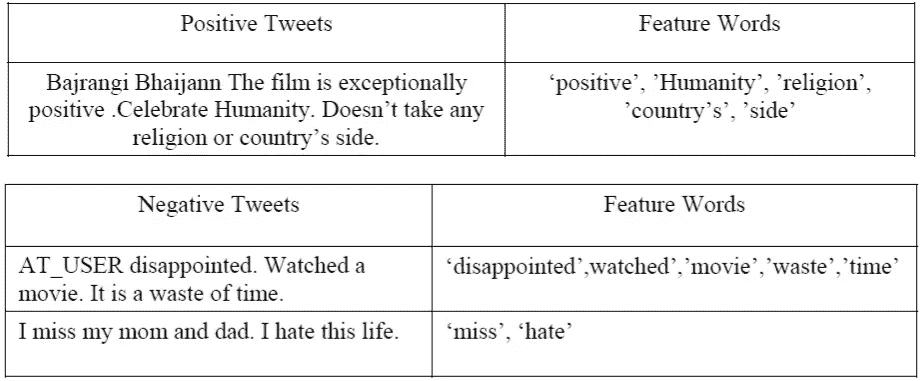 Positive Tweets
Feature Words
Bajrangi Bhaijann The film is exceptionally
positive .Celebrate Humanity. Doesn’t take any
religion or country’s side.
‘positive’, ’Humanity’, ’religion’,
’country’s’, ’side’
Negative Tweets
Feature Words
AT_USER disappointed. Watched a
movie. It is a waste of time.
‘disappointed’,watched’,’movie’,’waste’,’time’
I miss my mom and dad. I hate this life.
‘miss’, ‘hate’